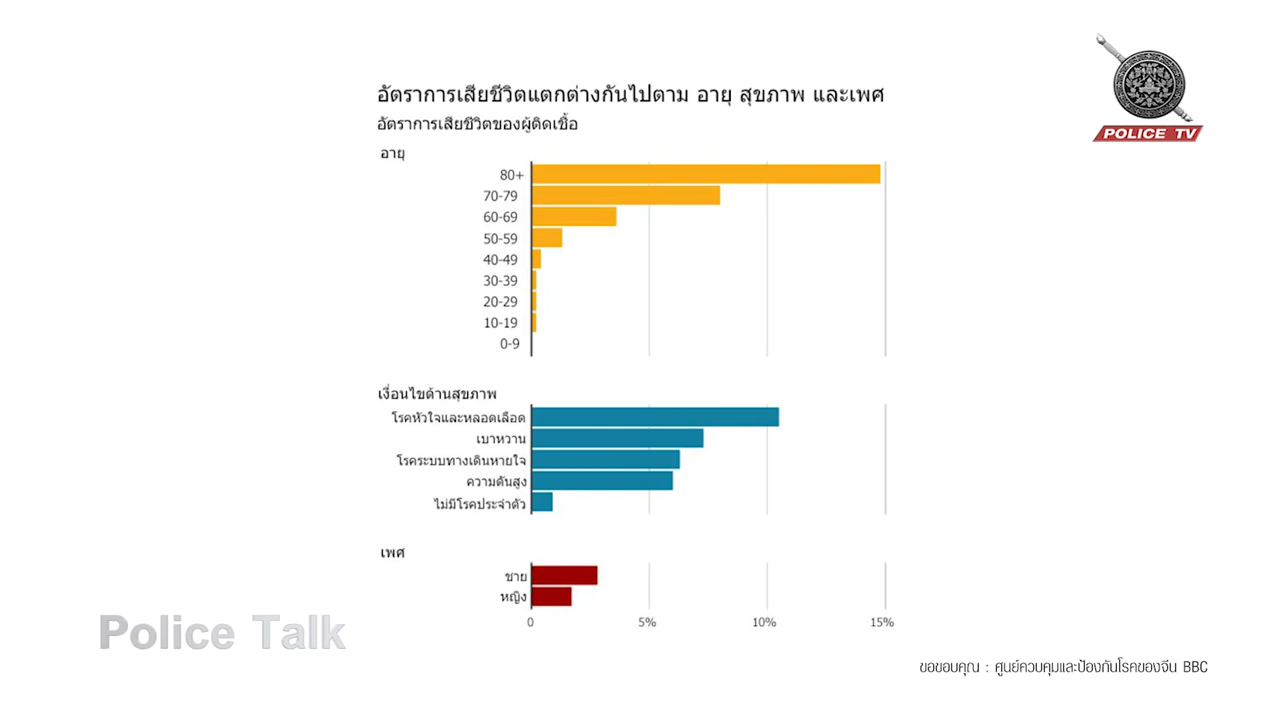 POLICE TV
อัตราการเสียชีวิตแตกต่างกันไปตาม อายุ สุขภาพ และเพศ
อัตราการเสียชีวิตของผู้ติดเชื้อ
อายุ
80+
70-79
60-69
50-59
40-49
30-39
20-29
10-19
0-9
เงื่อนไขด้านสุขภาพ
โรคหัวใจและหลอดเลือด
เบาหวาน
โรคระบบทางเดินหายใจ
ความดันสูง
ไม่มีโรคประจำตัว
เพศ
ชาย
หญิง
0 5% 10% 15%
Police Talk
ขอขอบคุณ : ศูนย์ควบคุมและป้องกันโรคของจีน BBC